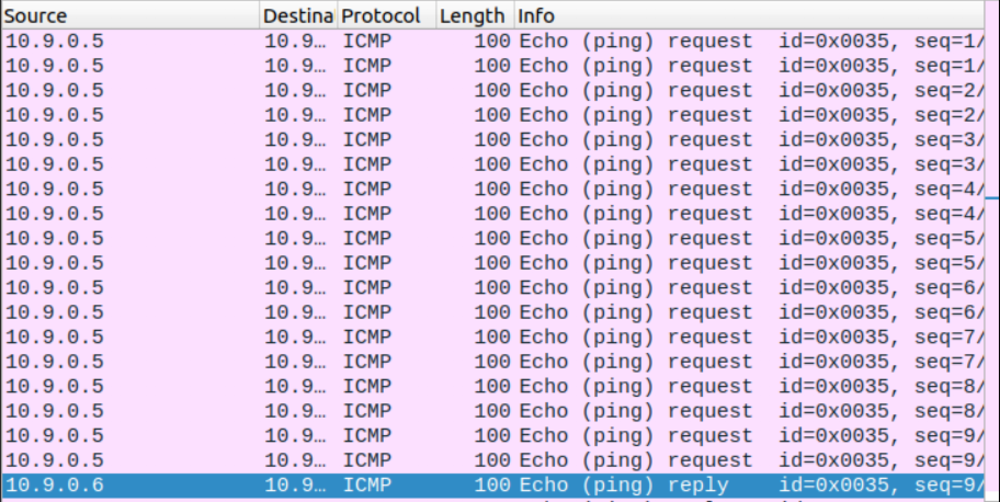 Source Destina Protocol Length Info
10.9.0.5 10.9… ICMP 100 Echo (ping) request id=0x0035, seq=1/
10.9.0.5 10.9… ICMP 100 Echo (ping) request id=0x0035, seq=1/
10.9.0.5 10.9… ICMP 100 Echo (ping) request id=0x0035, seq=2/
10.9.0.5 10.9… ICMP 100 Echo (ping) request id=0x0035, seq=2/
10.9.0.5 10.9… ICMP 100 Echo (ping) request id=0x0035, seq=3/
10.9.0.5 10.9… ICMP 100 Echo (ping) request id=0x0035, seq=3/
10.9.0.5 10.9… ICMP 100 Echo (ping) request id=0x0035, seq=4/
10.9.0.5 10.9… ICMP 100 Echo (ping) request id=0x0035, seq=4/
10.9.0.5 10.9… ICMP 100 Echo (ping) request id=0x0035, seq=5/
10.9.0.5 10.9… ICMP 100 Echo (ping) request id=0x0035, seq=5/
10.9.0.5 10.9… ICMP 100 Echo (ping) request id=0x0035, seq=6/
10.9.0.5 10.9… ICMP 100 Echo (ping) request id=0x0035, seq=6/
10.9.0.5 10.9… ICMP 100 Echo (ping) request id=0x0035, seq=7/
10.9.0.5 10.9… ICMP 100 Echo (ping) request id=0x0035, seq=7/
10.9.0.5 10.9… ICMP 100 Echo (ping) request id=0x0035, seq=8/
10.9.0.5 10.9… ICMP 100 Echo (ping) request id=0x0035, seq=8/
10.9.0.5 10.9… ICMP 100 Echo (ping) request id=0x0035, seq=9/
10.9.0.5 10.9… ICMP 100 Echo (ping) request id=0x0035, seq=9/
10.9.0.6 10.9… ICMP 100 Echo (ping) reply id=0x0035, seq=9/